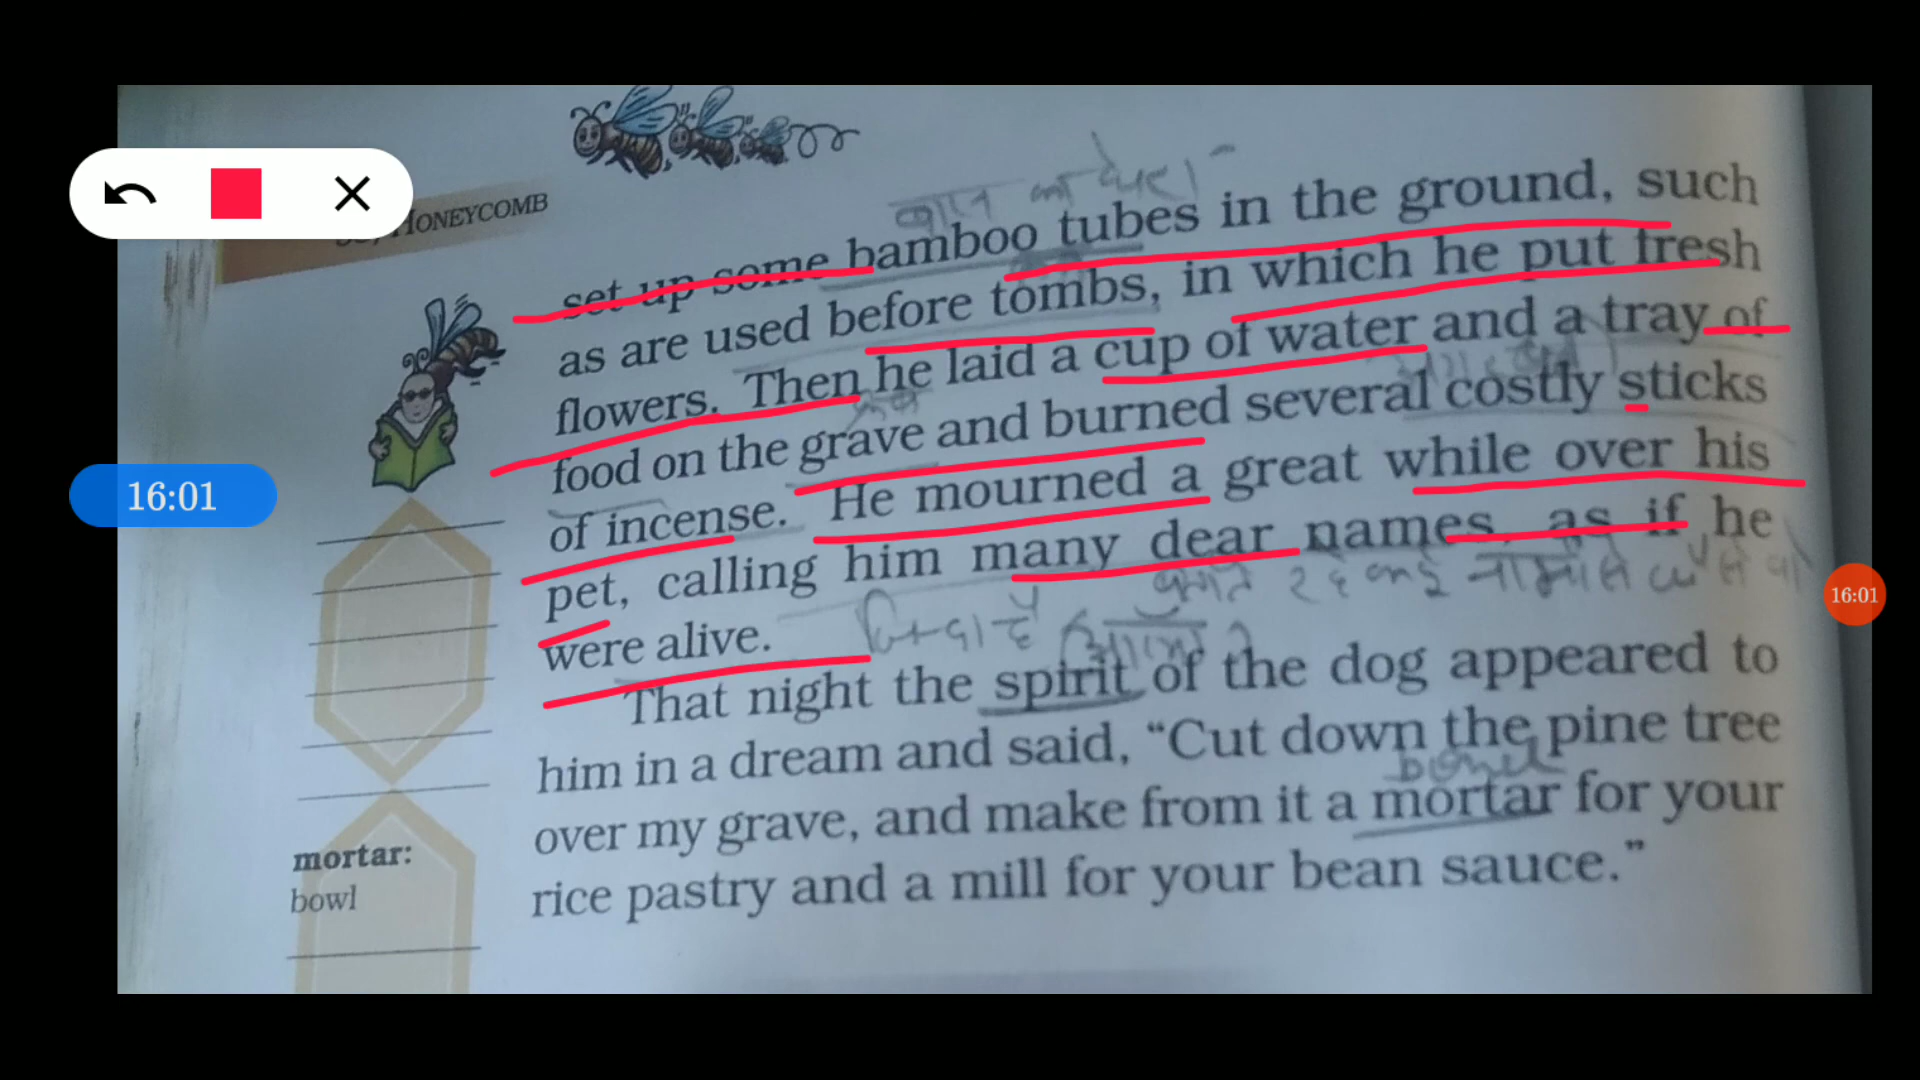 HONEYCOMB
set up some bamboo tubes in the ground, such
as are used before tombs, in which he put fresh
flowers. Then he laid a cup of water and a tray of
food on the grave and burned several costly sticks
of incense. He mourned a great while over his
pet, calling him many dear names, as if he
were alive.
That night the spirit of the dog appeared to
him in a dream and said, “Cut down the pine tree
over my grave, and make from it a mortar for your
rice pastry and a mill for your bean sauce.”
mortar:
bowl
16:01
16:01